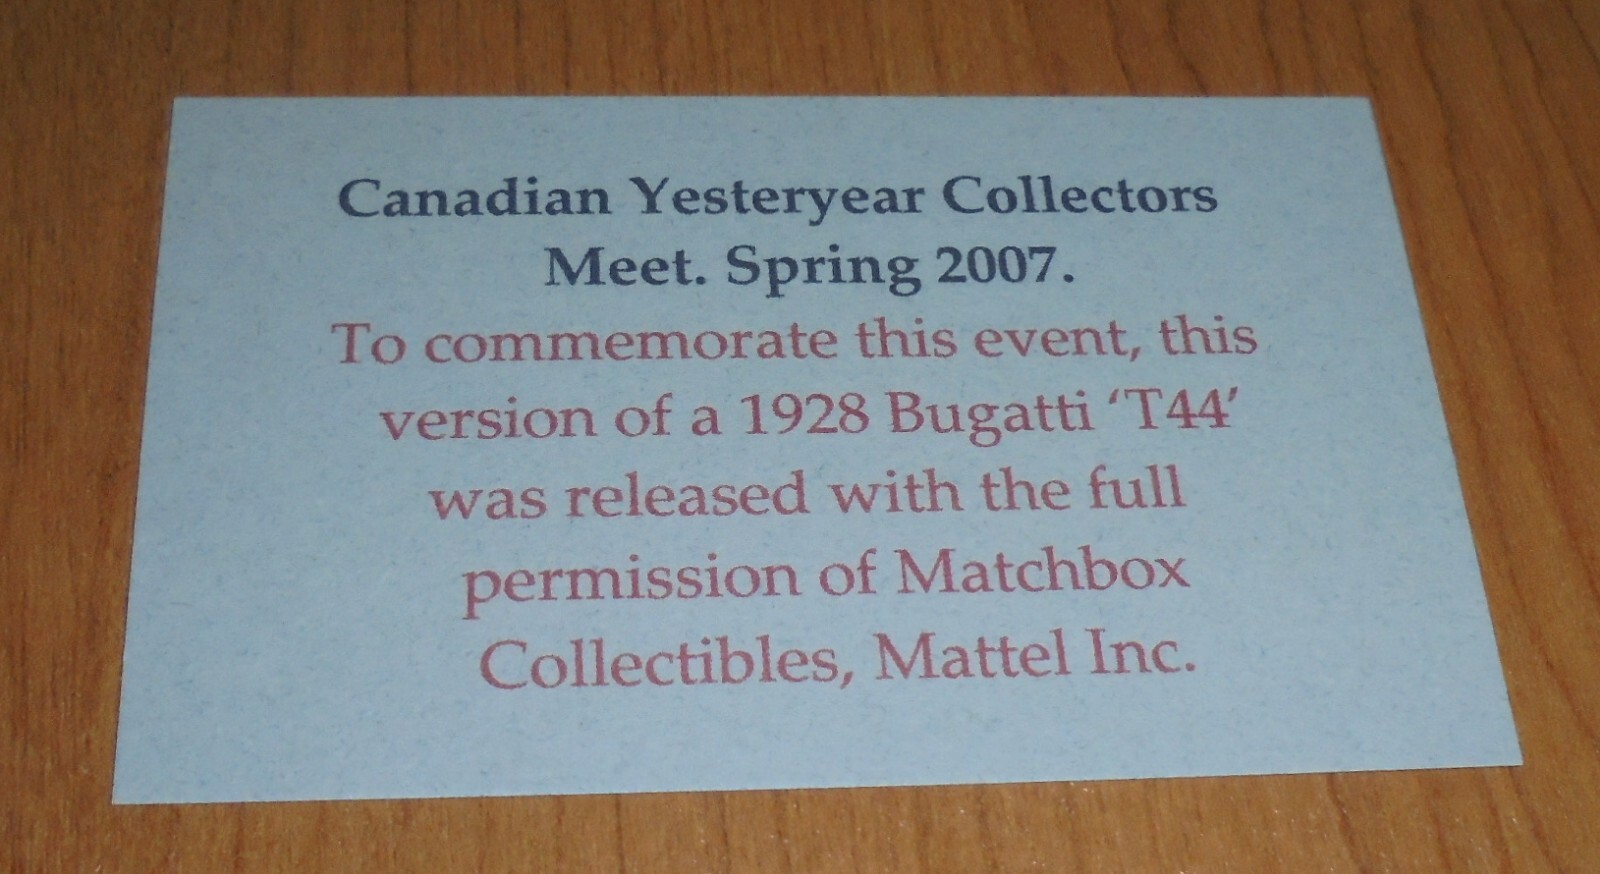 Canadian Yesteryear Collectors
Meet. Spring 2007.
To commemorate this event, this
version of a 1928 Bugatti ‘T44’
was released with the full
permission of Matchbox
Collectibles, Mattel Inc.